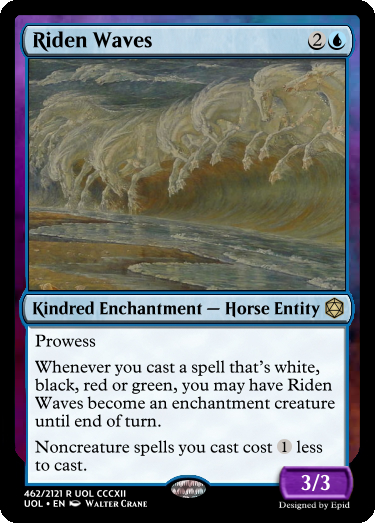 Riden Waves 2
Kindred Enchantment — Horse Entity
Prowess
Whenever you cast a spell that's white,
black, red or green, you may have Riden
Waves become an enchantment creature
until end of turn.
Noncreature spells you cast cost 1 less
to cast.
3/3
462/2121 R UOL CCCXII
UOL • EN WALTER CRANE
Designed by Epid